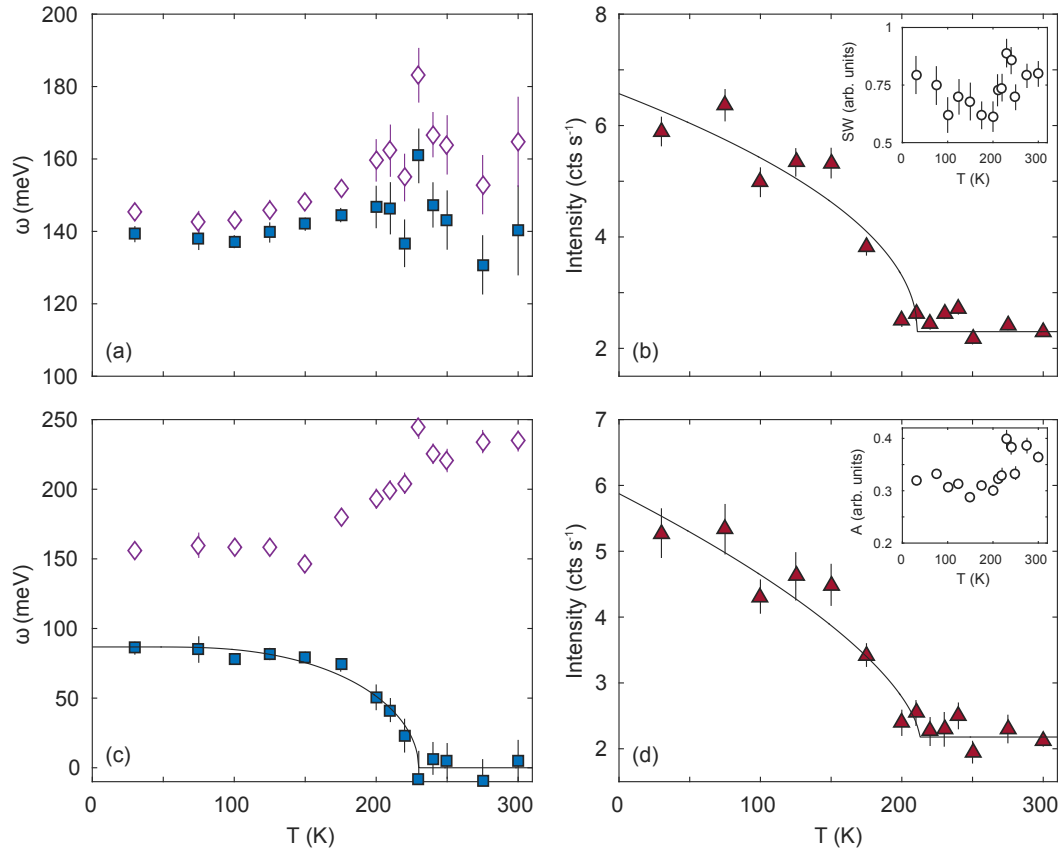 200
180
160
140
120
100
ω (meV)
(a)
8
6
4
2
Intensity (cts s⁻¹)
(b)
1
0.75
0.5
SW (arb. units)
0 100 200 300
T (K)
250
200
150
100
50
0
ω (meV)
(c)
0 100 200 300
T (K)
7
6
5
4
3
2
Intensity (cts s⁻¹)
(d)
0.4
0.3
0.2
A (arb. units)
0 100 200 300
T (K)
0 100 200 300
T (K)